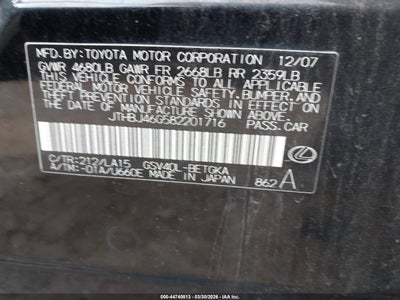 MFD.BY:TOYOTA MOTOR CORPORATION 12/07
GVWR 4680LB GAWR FR 2668LB RR 2359LB
THIS VEHICLE CONFORMS TO ALL APPLICABLE
FEDERAL MOTOR VEHICLE SAFETY, BUMPER, AND
THEFT PREVENTION STANDARDS IN EFFECT ON
THE DATE OF MANUFACTURE SHOWN ABOVE.
JTHBJ46G582201716 PASS.CAR
C/TR:212/LA15 GSV40L-BETGKA
A/TM:-01A/U660E MADE IN JAPAN 862A
000-44740813 | 03/30/2026 - IAA